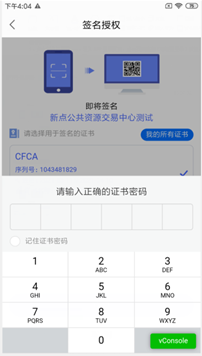 下午4:04
签名授权
即将签名
新点公共资源交易中心测试
请选择用于签名的证书
我的所有证书
CFCA
序列号: 1043481829
请输入正确的证书密码
记住证书密码
1
2
ABC
3
DEF
4
GHI
5
JKL
6
MNO
7
PQRS
8
TUV
9
WXYZ
0
vConsole